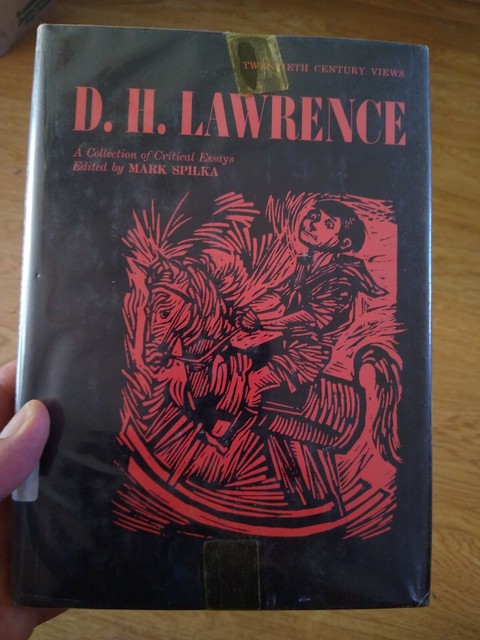 TWENTIETH CENTURY VIEWS
D. H. LAWRENCE
A Collection of Critical Essays
Edited by MARK SPILKA